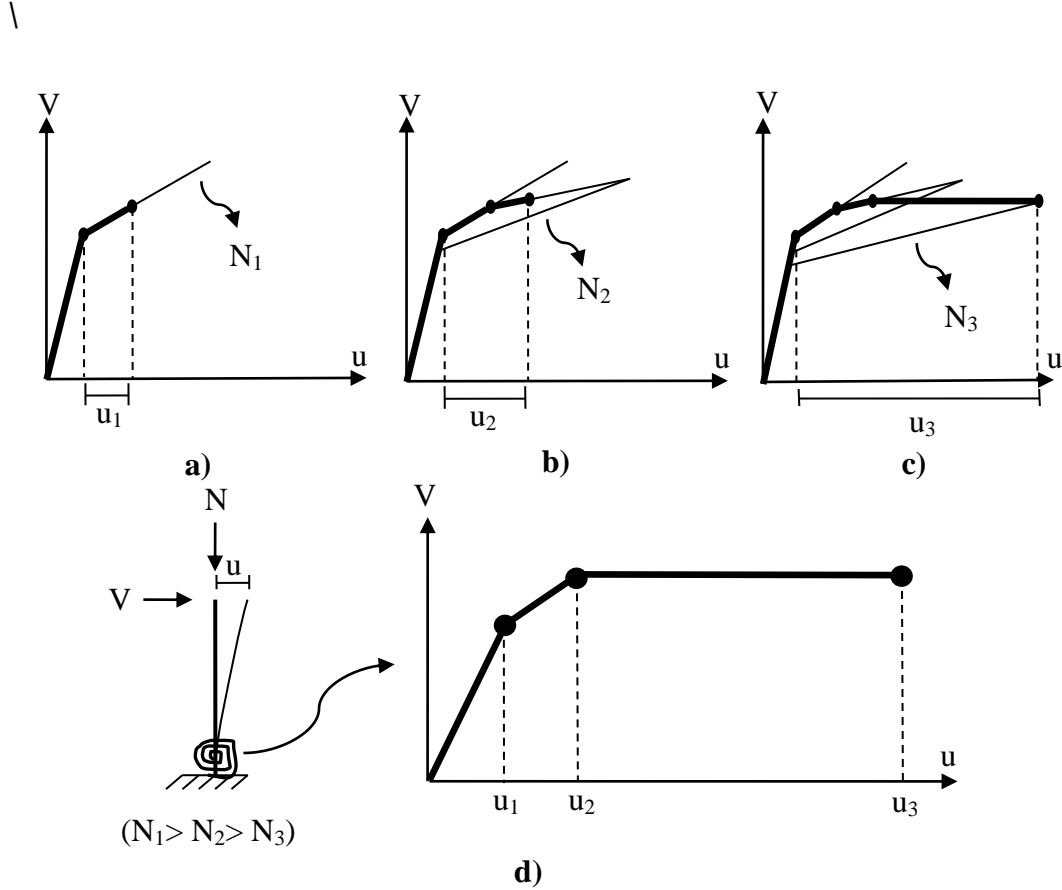 \
V
N₁
u
u₁
a)
V
N₂
u
u₂
b)
V
N₃
u
u₃
c)
N
u
V
(N₁> N₂> N₃)
V
u
u₁ u₂ u₃
d)